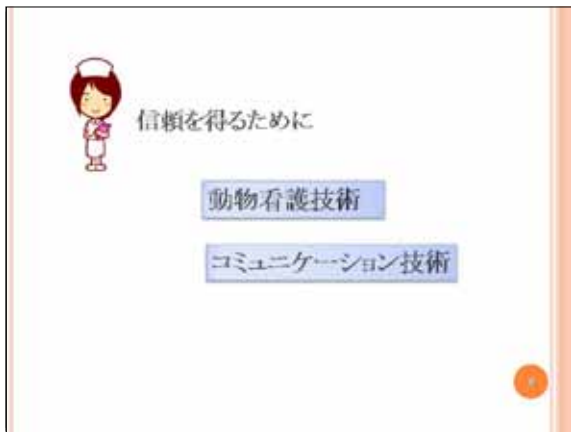 信頼を得るために
動物看護技術
コミュニケーション技術